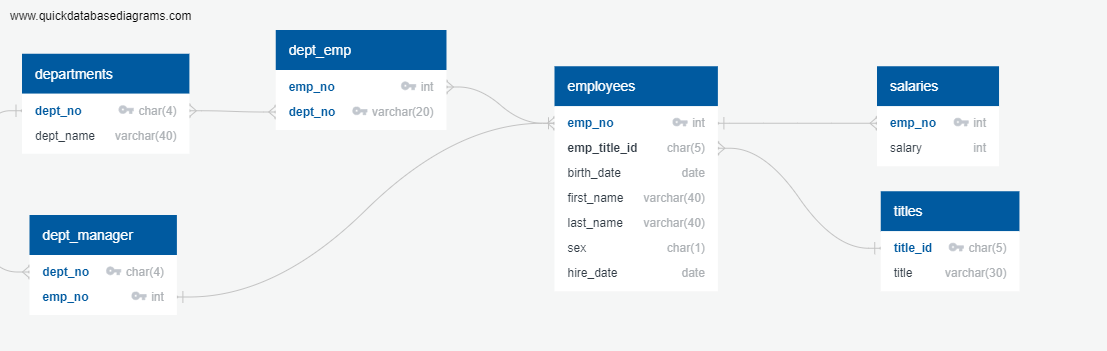 www.quickdatabasediagrams.com
departments
dept_no char(4)
dept_name varchar(40)
dept_emp
emp_no int
dept_no varchar(20)
employees
emp_no int
emp_title_id char(5)
birth_date date
first_name varchar(40)
last_name varchar(40)
sex char(1)
hire_date date
salaries
emp_no int
salary int
titles
title_id char(5)
title varchar(30)
dept_manager
dept_no char(4)
emp_no int